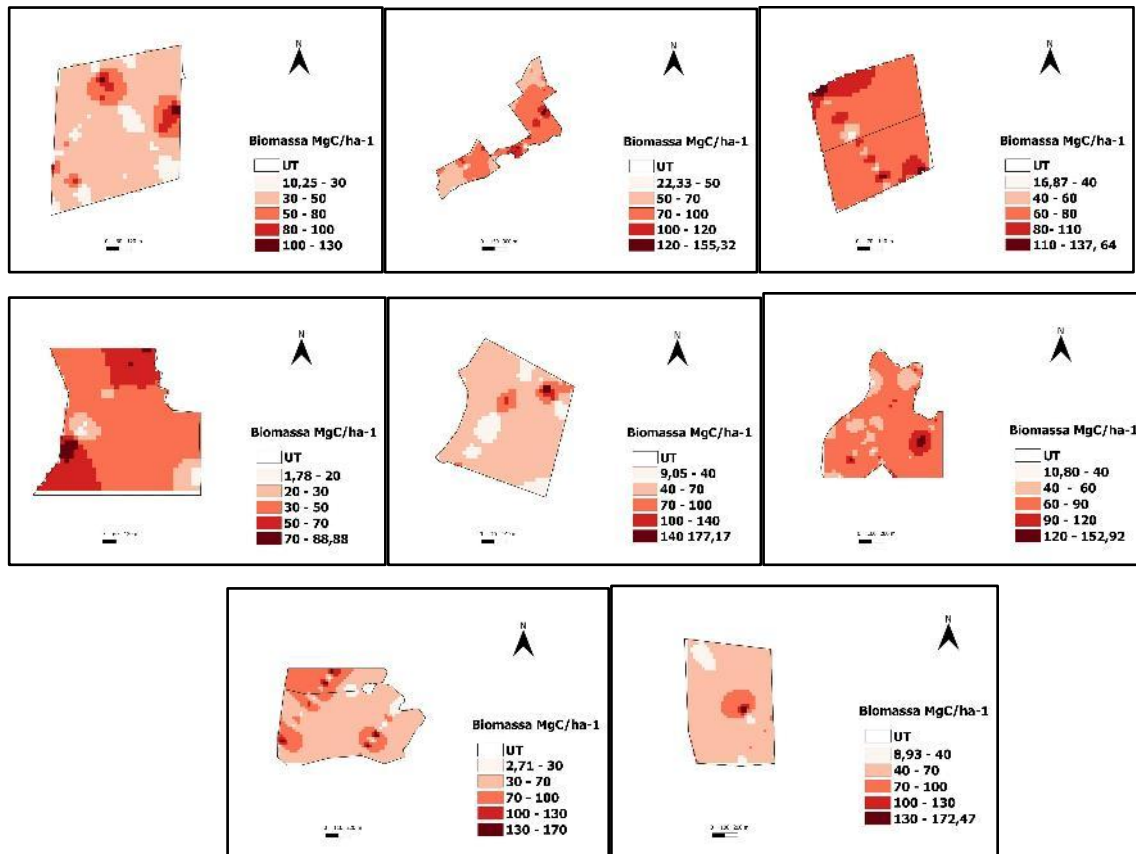 N
Biomassa MgC/ha-1
UT
10,25 - 30
30 - 50
50 - 80
80 - 100
100 - 130
N
Biomassa MgC/ha-1
UT
22,33 - 50
50 - 70
70 - 100
100 - 120
120 - 155,32
N
Biomassa MgC/ha-1
UT
16,87 - 40
40 - 60
60 - 80
80- 110
110 - 137, 64
N
Biomassa MgC/ha-1
UT
1,78 - 20
20 - 30
30 - 50
50 - 70
70 - 88,88
N
Biomassa MgC/ha-1
UT
9,05 - 40
40 - 70
70 - 100
100 - 140
140 177,17
N
Biomassa MgC/ha-1
UT
10,80 - 40
40 - 60
60 - 90
90 - 120
120 - 152,92
N
Biomassa MgC/ha-1
UT
2,71 - 30
30 - 70
70 - 100
100 - 130
130 - 170
N
Biomassa MgC/ha-1
UT
8,93 - 40
40 - 70
70 - 100
100 - 130
130 - 172,47